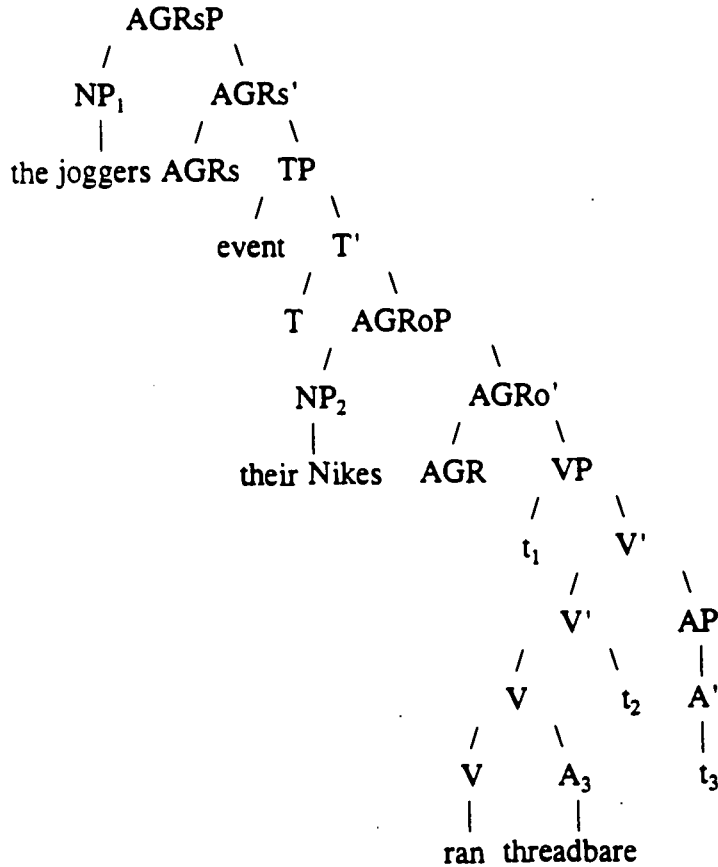 AGRsP
NP₁ AGRs'
the joggers AGRs TP
event T'
T AGRoP
NP₂ AGRo'
their Nikes AGR VP
t₁ V'
V' AP
V t₂ A'
V A₃ t₃
ran threadbare